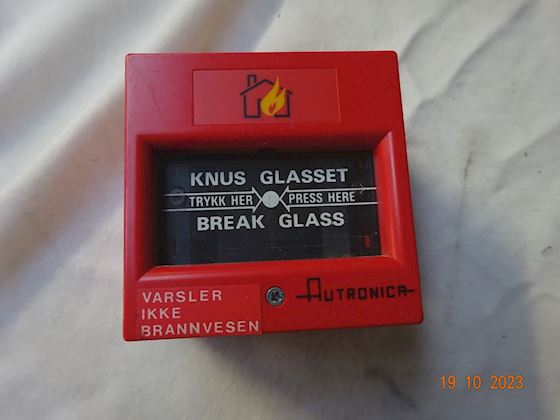 KNUS GLASSET
TRYKK HER PRESS HERE
BREAK GLASS
VARSLER
IKKE
BRANNVESEN
AUTRONICA
19 10 2023